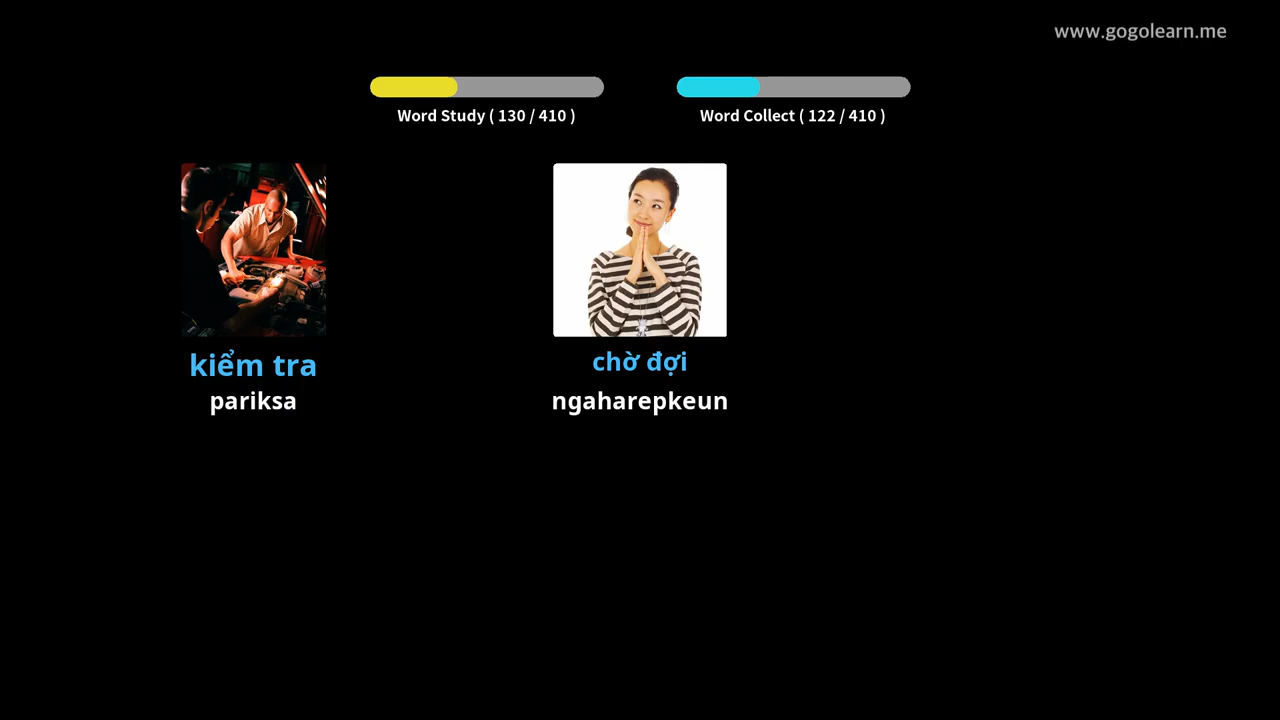 www.gogolearn.me
Word Study ( 130 / 410 )
Word Collect ( 122 / 410 )
kiểm tra
pariksa
chờ đợi
ngaharepkeun